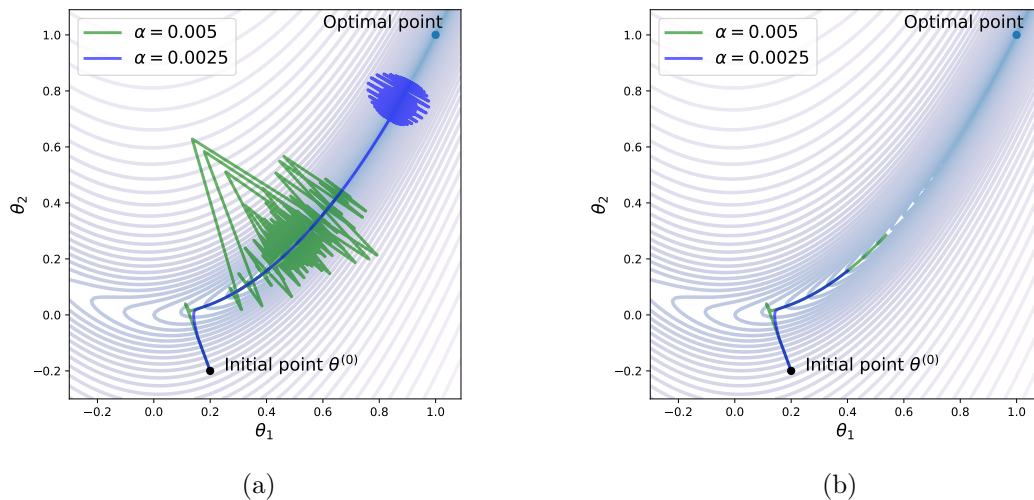 Optimal point
α = 0.005
α = 0.0025
1.0
0.8
0.6
0.4
0.2
0.0
−0.2
θ₂
Initial point θ⁽⁰⁾
−0.2 0.0 0.2 0.4 0.6 0.8 1.0
θ₁
(a)
Optimal point
α = 0.005
α = 0.0025
1.0
0.8
0.6
0.4
0.2
0.0
−0.2
θ₂
Initial point θ⁽⁰⁾
−0.2 0.0 0.2 0.4 0.6 0.8 1.0
θ₁
(b)